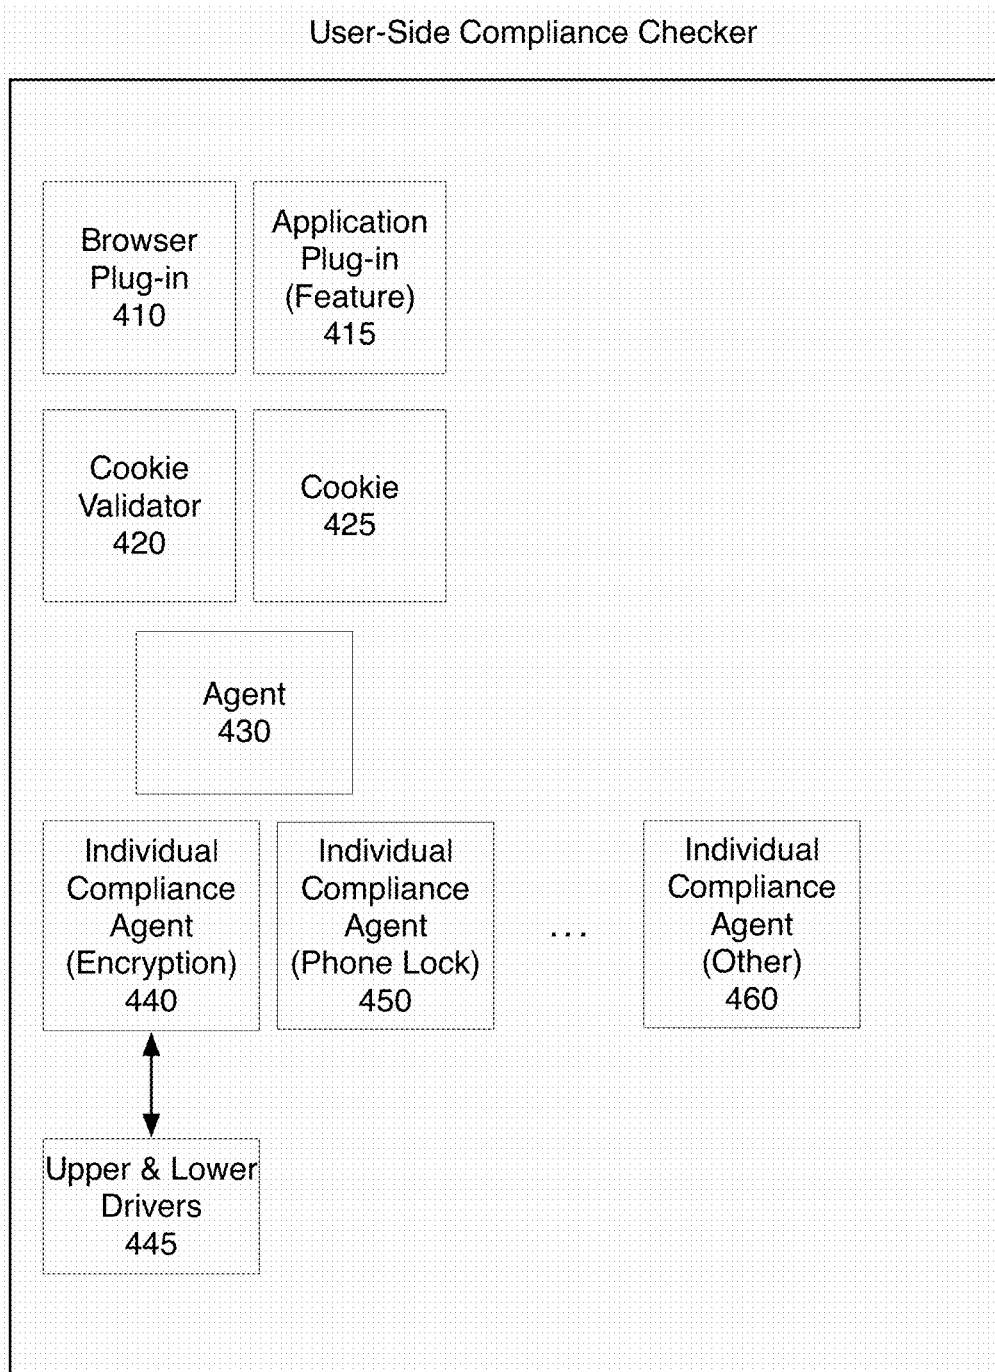 User-Side Compliance Checker
Browser
Plug-in
410
Application
Plug-in
(Feature)
415
Cookie
Validator
420
Cookie
425
Agent
430
Individual
Compliance
Agent
(Encryption)
440
Individual
Compliance
Agent
(Phone Lock)
450
...
Individual
Compliance
Agent
(Other)
460
Upper & Lower
Drivers
445